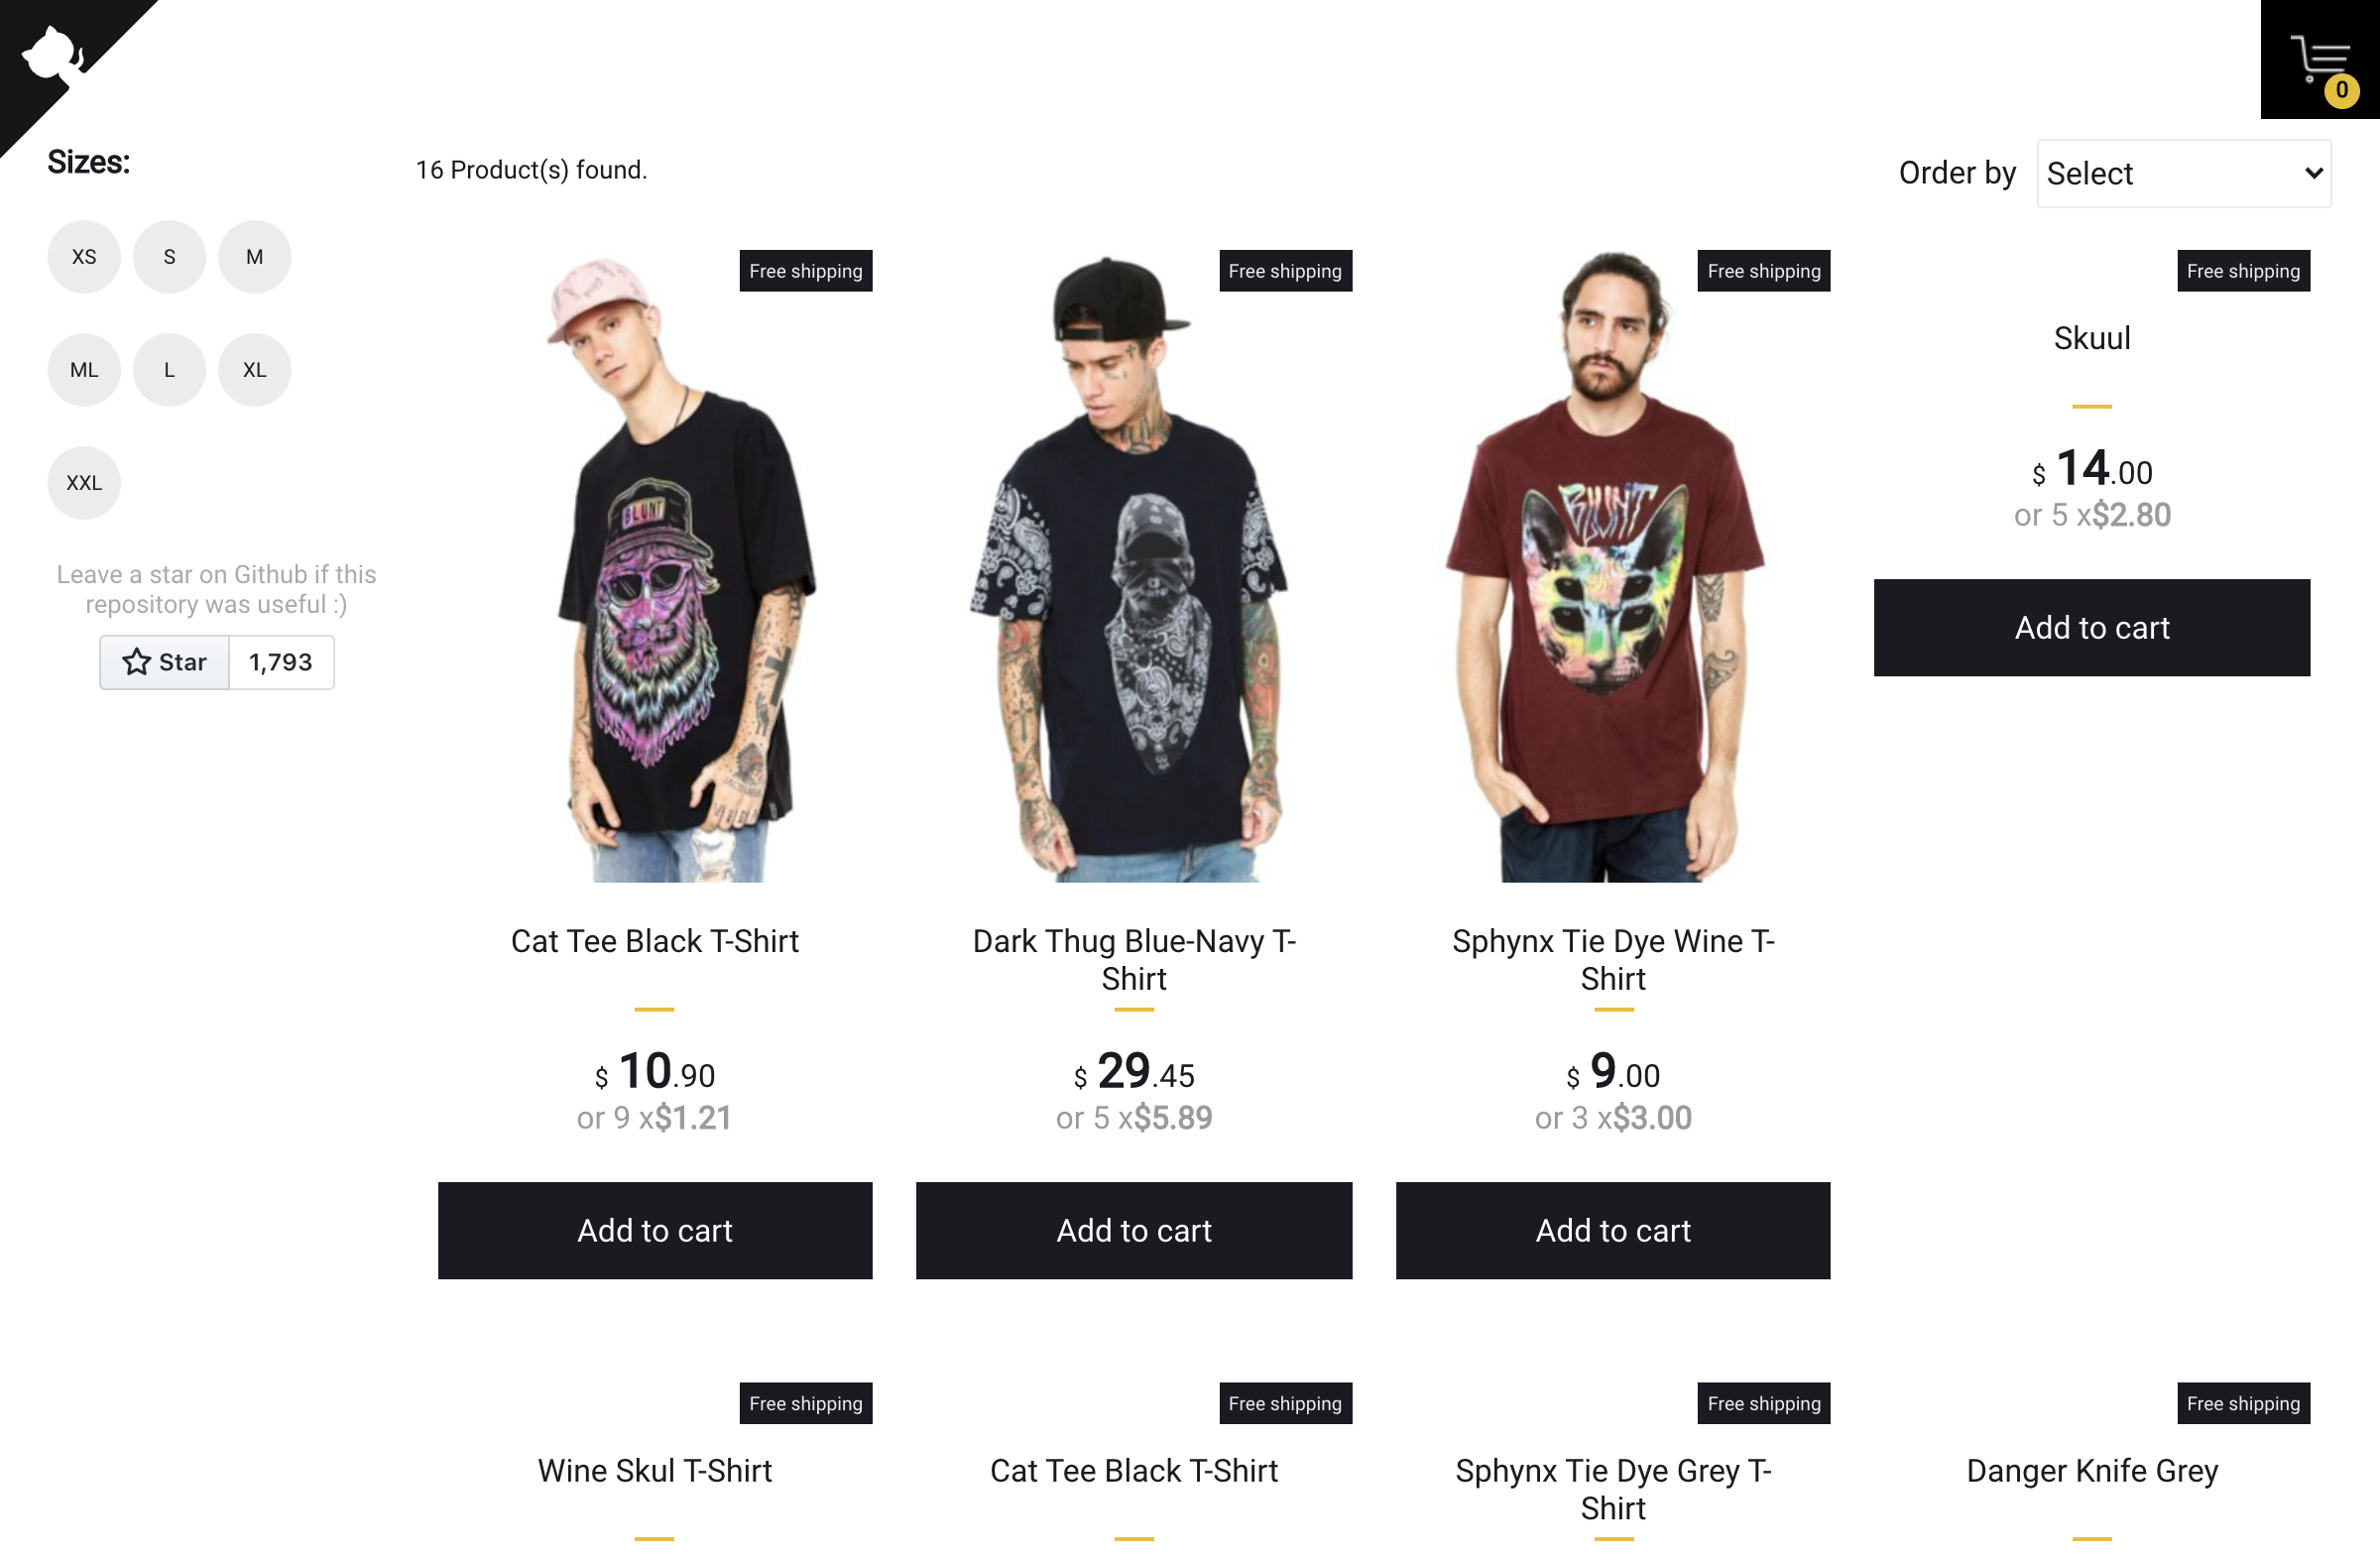 0
Sizes:
XS
S
M
ML
L
XL
XXL
Leave a star on Github if this
repository was useful :)
Star
1,793
16 Product(s) found.
Order by
Select
Free shipping
BLUNT
Cat Tee Black T-Shirt
$ 10.90
or 9 x$1.21
Add to cart
Free shipping
Dark Thug Blue-Navy T-
Shirt
$ 29.45
or 5 x$5.89
Add to cart
Free shipping
BLUNT
Sphynx Tie Dye Wine T-
Shirt
$ 9.00
or 3 x$3.00
Add to cart
Free shipping
Skuul
$ 14.00
or 5 x$2.80
Add to cart
Free shipping
Wine Skul T-Shirt
Free shipping
Cat Tee Black T-Shirt
Free shipping
Sphynx Tie Dye Grey T-
Shirt
Free shipping
Danger Knife Grey